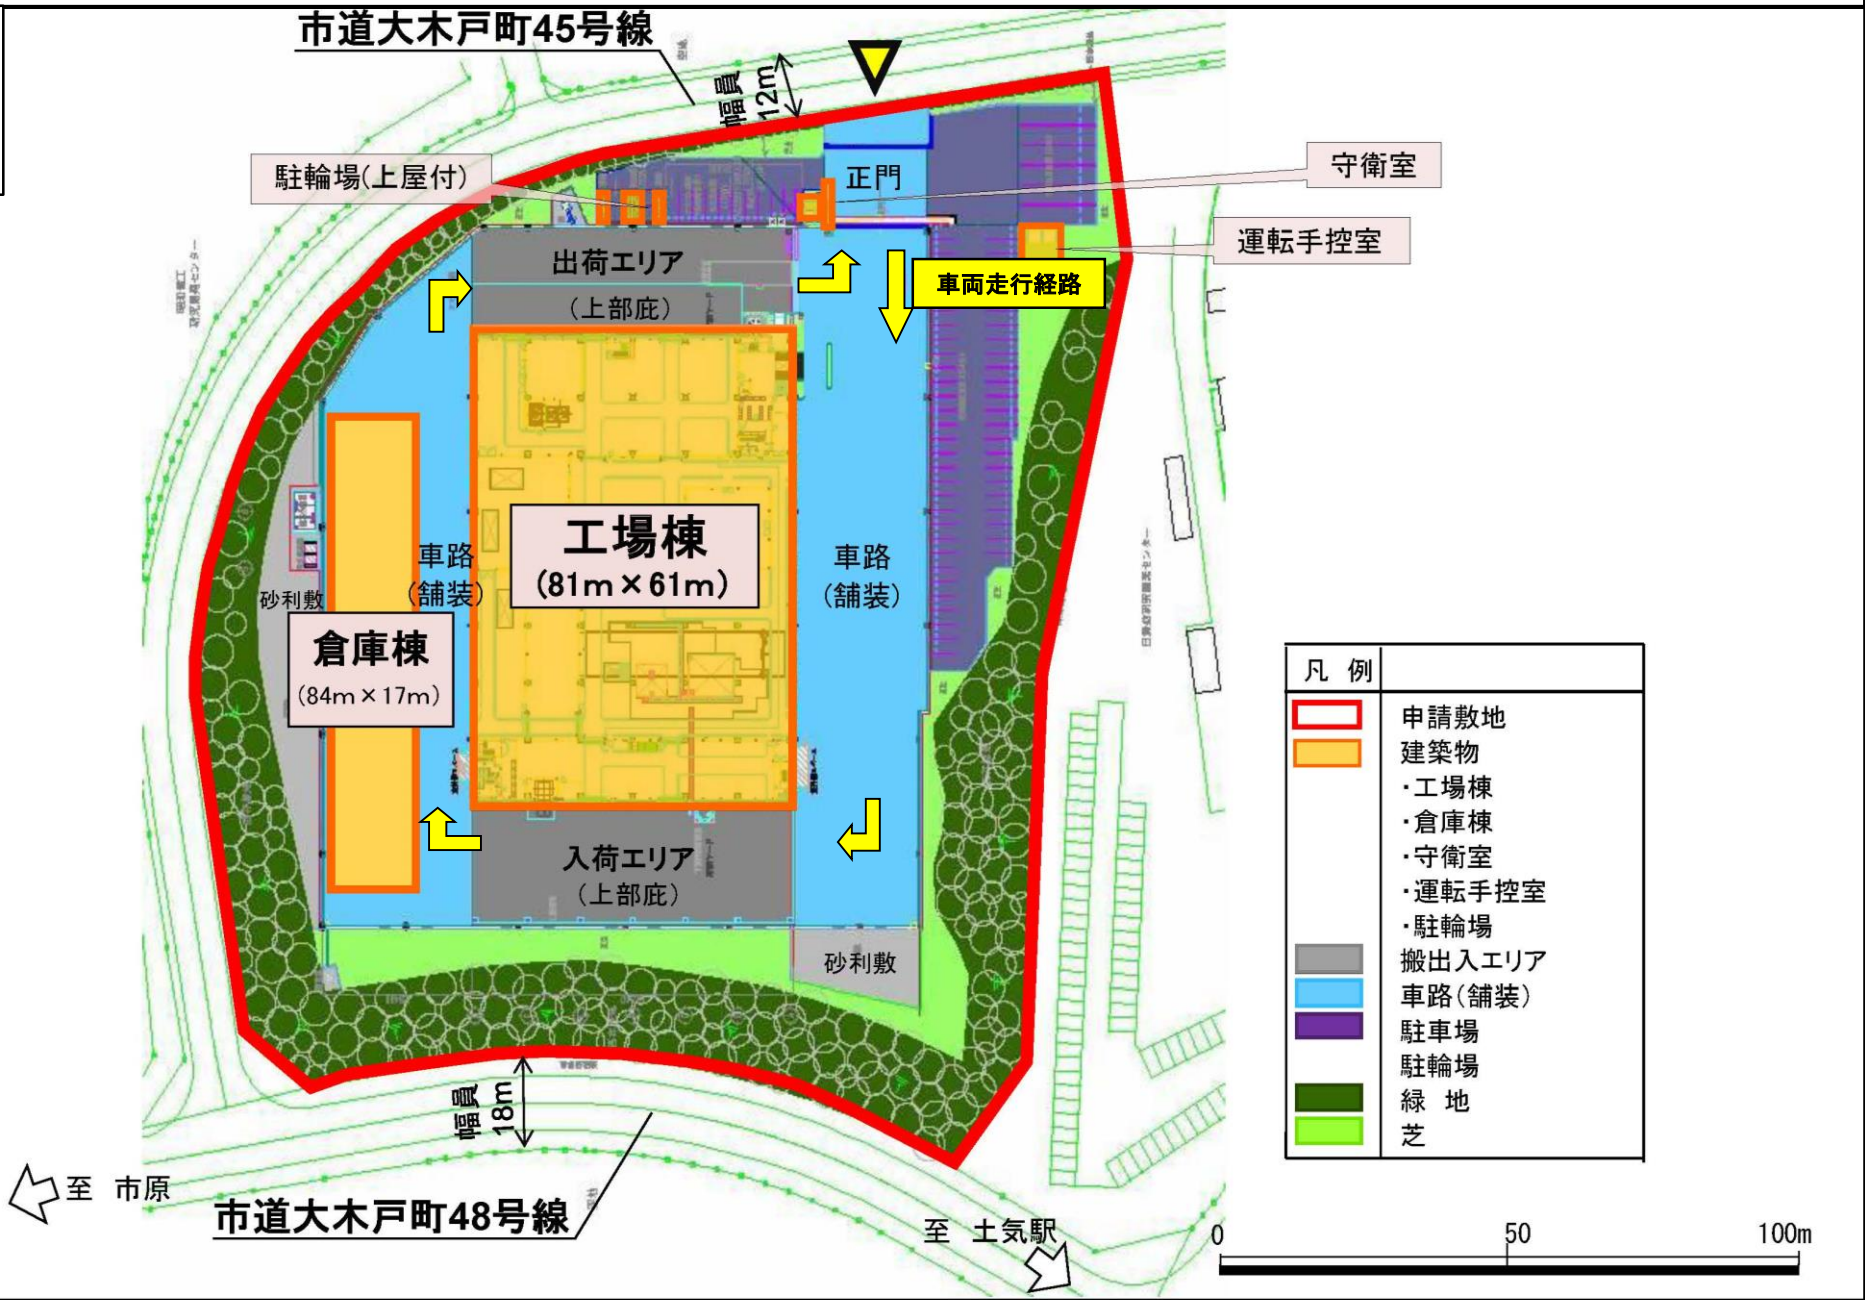 市道大木戸町45号線
幅員
12m
駐輪場(上屋付)
正門
守衛室
運転手控室
出荷エリア
(上部庇)
車両走行経路
工場棟
(81m×61m)
車路
(舗装)
車路
(舗装)
砂利敷
倉庫棟
(84m×17m)
入荷エリア
(上部庇)
砂利敷
凡 例
申請敷地
建築物
・工場棟
・倉庫棟
・守衛室
・運転手控室
・駐輪場
搬出入エリア
車路(舗装)
駐車場
駐輪場
緑 地
芝
幅員
18m
至 市原
市道大木戸町48号線
至 土気駅
0 50 100m